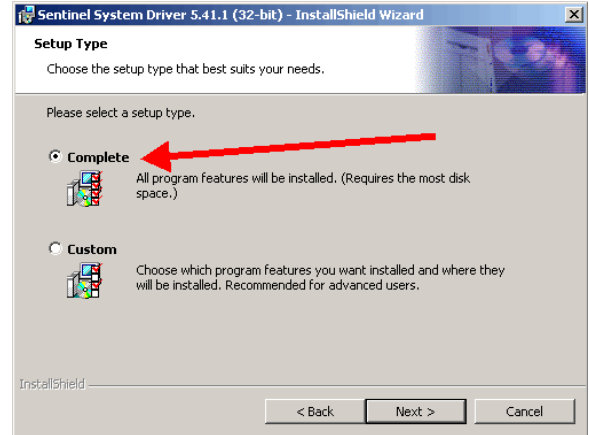 Sentinel System Driver 5.41.1 (32-bit) - InstallShield Wizard
Setup Type
Choose the setup type that best suits your needs.
Please select a setup type.
Complete
All program features will be installed. (Requires the most disk
space.)
Custom
Choose which program features you want installed and where they
will be installed. Recommended for advanced users.
InstallShield
< Back Next > Cancel